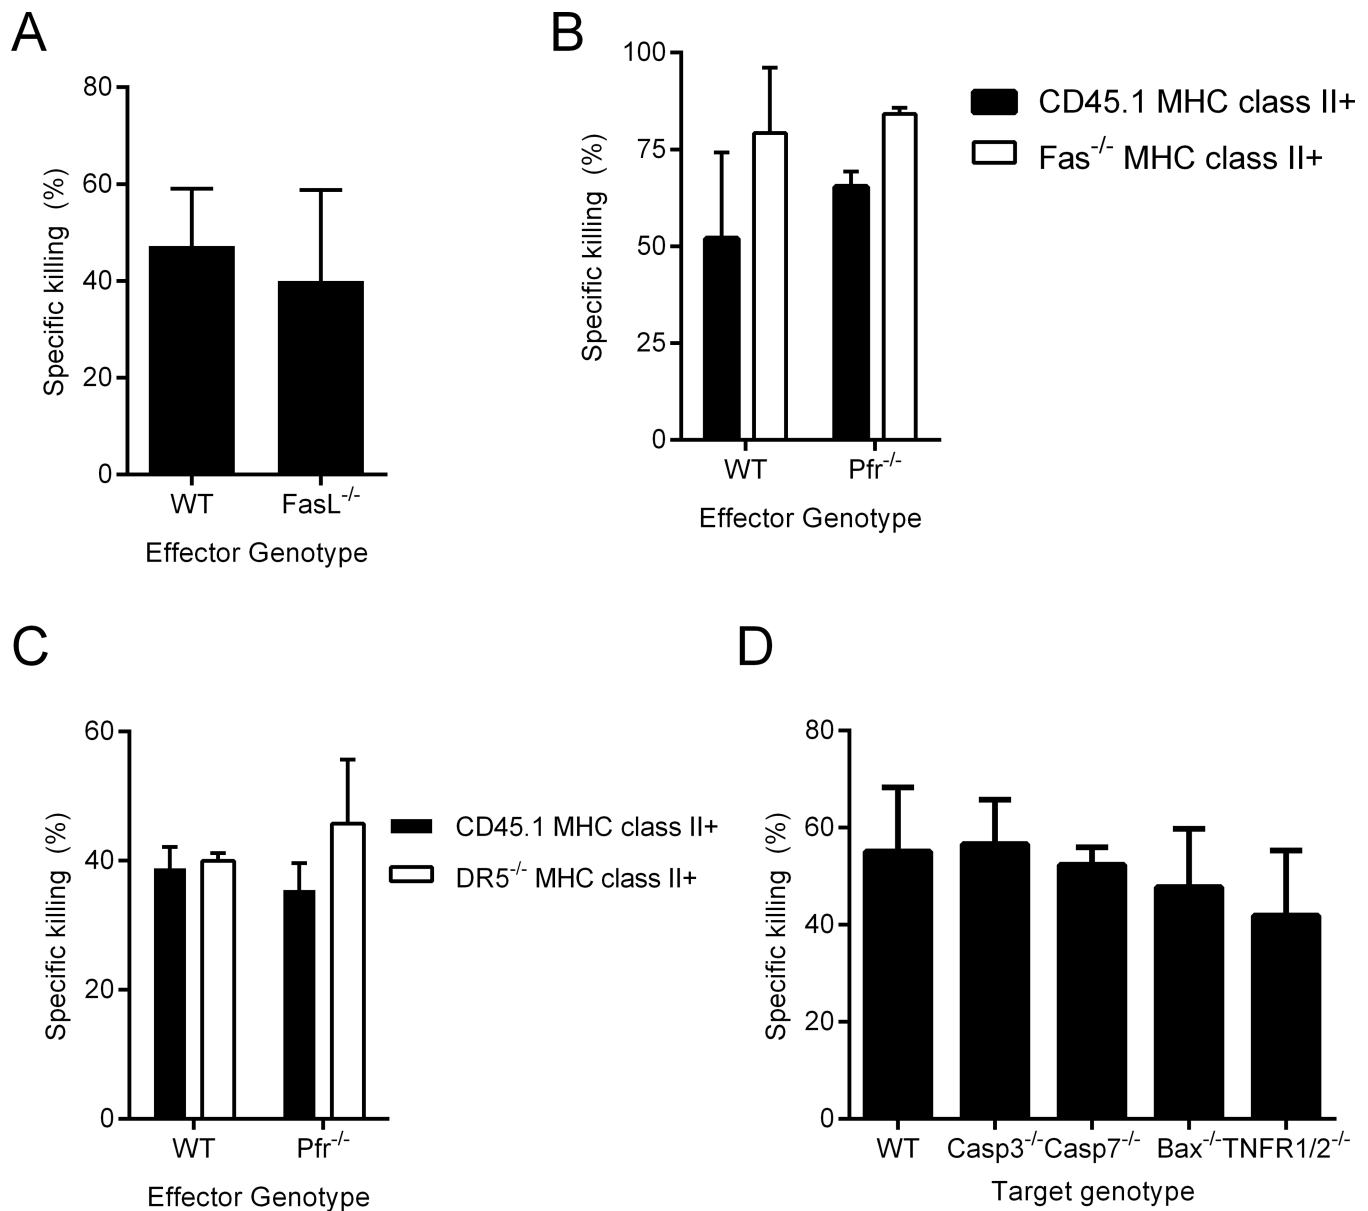 A
80
60
40
20
0
Specific killing (%)
WT FasL-/-
Effector Genotype
B
100
75
50
25
0
Specific killing (%)
WT Pfr-/-
Effector Genotype
CD45.1 MHC class II+
Fas-/- MHC class II+
C
60
40
20
0
Specific killing (%)
WT Pfr-/-
Effector Genotype
CD45.1 MHC class II+
DR5-/- MHC class II+
D
80
60
40
20
0
Specific killing (%)
WT Casp3-/- Casp7-/- Bax-/- TNFR1/2-/-
Target genotype